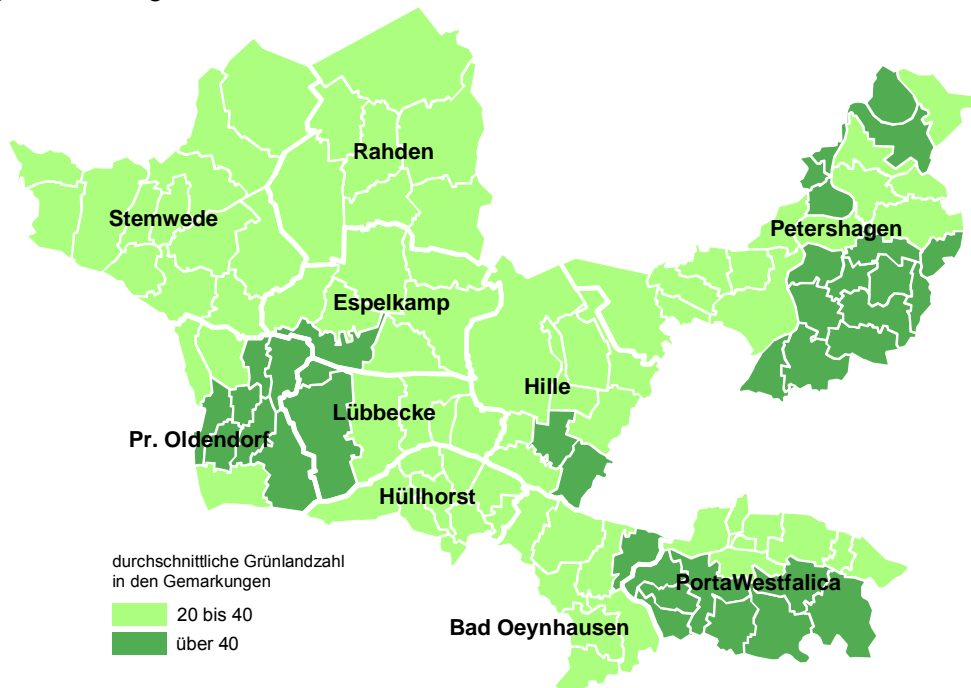 Rahden
Stemwede
Petershagen
Espelkamp
Hille
Lübbecke
Pr. Oldendorf
Hüllhorst
durchschnittliche Grünlandzahl
in den Gemarkungen
20 bis 40
über 40
PortaWestfalica
Bad Oeynhausen